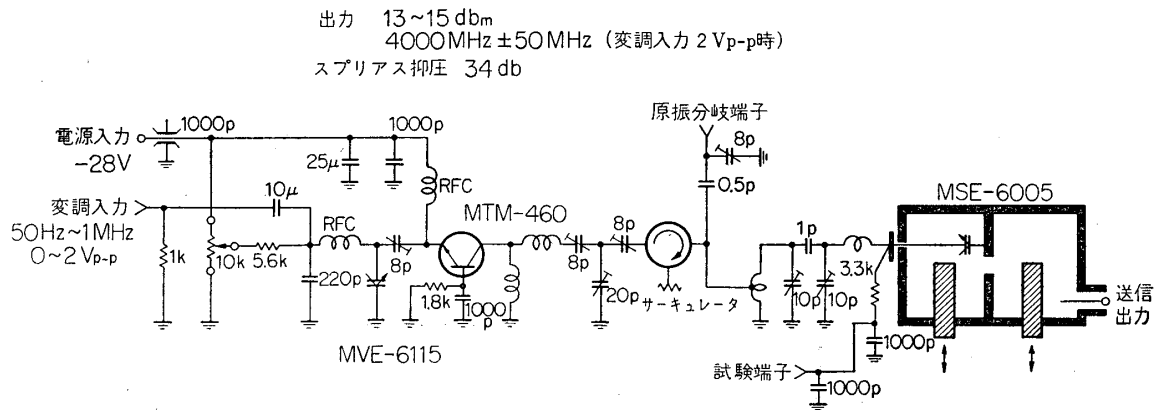 出力 13~15 dbm
4000MHz±50MHz (変調入力 2 Vp-p時)
スプリアス抑圧 34 db
電源入力
-28V
1000p
25μ
1000p
RFC
原振分岐端子
8p
0.5p
MSE-6005
変調入力
50Hz~1MHz
0~2 Vp-p
10μ
RFC
MTM-460
8p
8p
8p
1p
1k
10k
5.6k
220p
1.8k
1000p
20p
サーキュレータ
10p
10p
3.3k
送信
出力
MVE-6115
1000p
試験端子
1000p